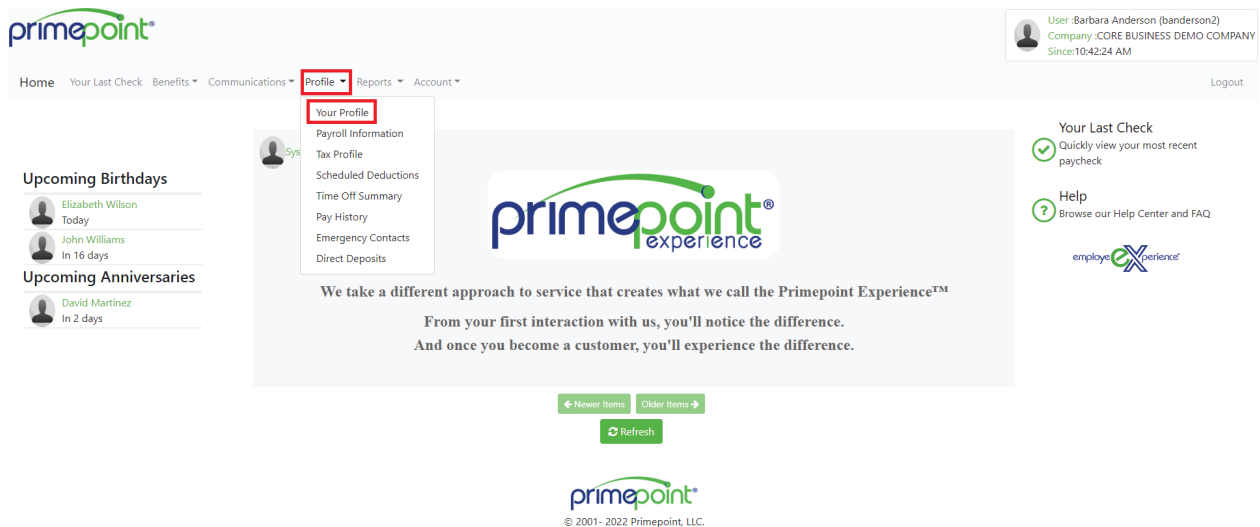 primepoint®
User :Barbara Anderson (banderson2)
Company :CORE BUSINESS DEMO COMPANY
Since:10:42:24 AM
Home Your Last Check Benefits Communications Profile Reports Account Logout
Your Profile
Payroll Information
Tax Profile
Scheduled Deductions
Time Off Summary
Pay History
Emergency Contacts
Direct Deposits
Upcoming Birthdays
Elizabeth Wilson
Today
John Williams
In 16 days
Upcoming Anniversaries
David Martinez
In 2 days
Sys
primepoint®
experience
We take a different approach to service that creates what we call the Primepoint Experience™
From your first interaction with us, you'll notice the difference.
And once you become a customer, you'll experience the difference.
Newer Items Older Items
Refresh
Your Last Check
Quickly view your most recent
paycheck
Help
Browse our Help Center and FAQ
employeeXperience®
primepoint®
© 2001- 2022 Primepoint, LLC.